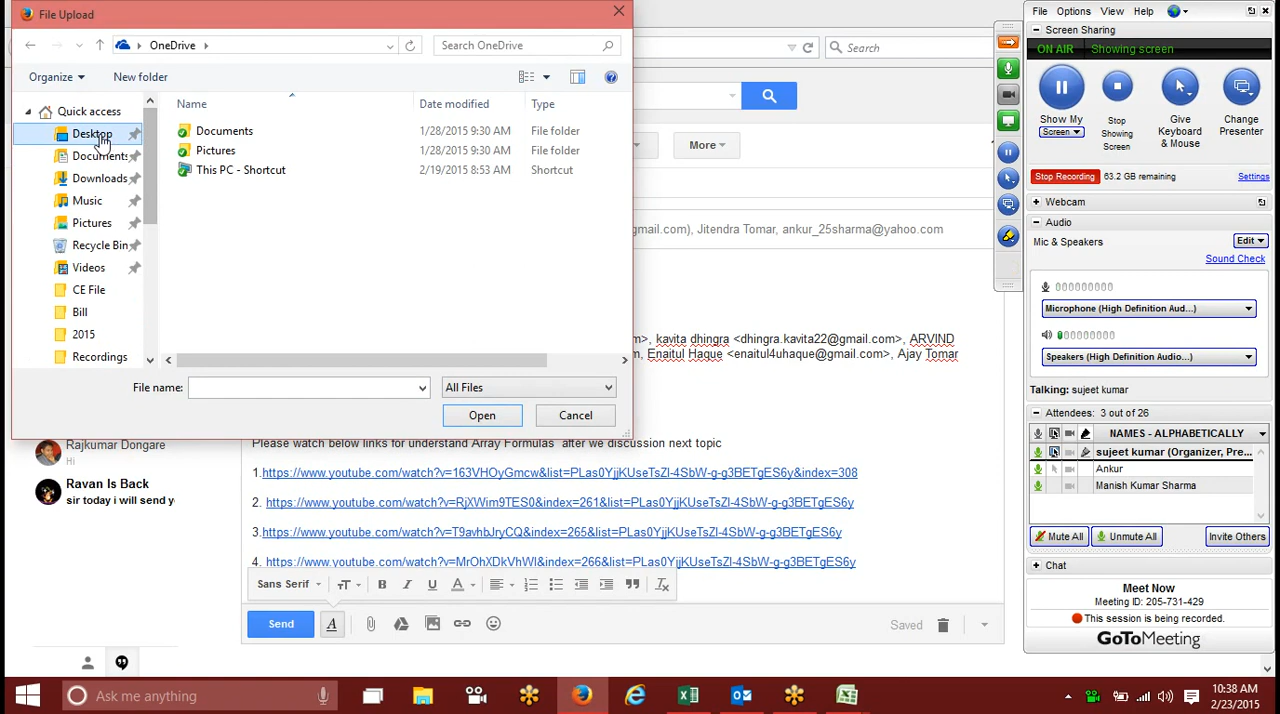 File Upload
OneDrive
Search OneDrive
Organize
New folder
Quick access
Desktop
Documents
Downloads
Music
Pictures
Recycle Bin
Videos
CE File
Bill
2015
Recordings
Name Date modified Type
Documents 1/28/2015 9:30 AM File folder
Pictures 1/28/2015 9:30 AM File folder
This PC - Shortcut 2/19/2015 8:53 AM Shortcut
File name:
All Files
Open
Cancel
Search
More
gmail.com), Jitendra Tomar, ankur_25sharma@yahoo.com
>, kavita dhingra <dhingra.kavita22@gmail.com>, ARVIND
m, Enaitul Haque <enaitul4uhaque@gmail.com>, Ajay Tomar
Please watch below links for understand Array Formulas after we discussion next topic
1.https://www.youtube.com/watch?v=163VHOyGmcw&list=PLas0YjjKUseTsZl-4SbW-g-g3BETgES6y&index=308
2. https://www.youtube.com/watch?v=RjXWim9TES0&index=261&list=PLas0YjjKUseTsZl-4SbW-g-g3BETgES6y
3.https://www.youtube.com/watch?v=T9avhbJryCQ&index=265&list=PLas0YjjKUseTsZl-4SbW-g-g3BETgES6y
4. https://www.youtube.com/watch?v=MrOhXDkVhWI&index=266&list=PLas0YjjKUseTsZl-4SbW-g-g3BETgES6y
Rajkumar Dongare
Hi
Ravan Is Back
sir today i will send y
Sans Serif
Send
Saved
File Options View Help
Screen Sharing
ON AIR Showing screen
Show My
Screen
Stop
Showing
Screen
Give
Keyboard
& Mouse
Change
Presenter
Stop Recording
63.2 GB remaining
Settings
Webcam
Audio
Mic & Speakers
Edit
Sound Check
Microphone (High Definition Aud...)
Speakers (High Definition Audio...)
Talking: sujeet kumar
Attendees: 3 out of 26
NAMES - ALPHABETICALLY
sujeet kumar (Organizer, Pre...
Ankur
Manish Kumar Sharma
Mute All
Unmute All
Invite Others
Chat
Meet Now
Meeting ID: 205-731-429
This session is being recorded.
GoToMeeting
Ask me anything
10:38 AM
2/23/2015